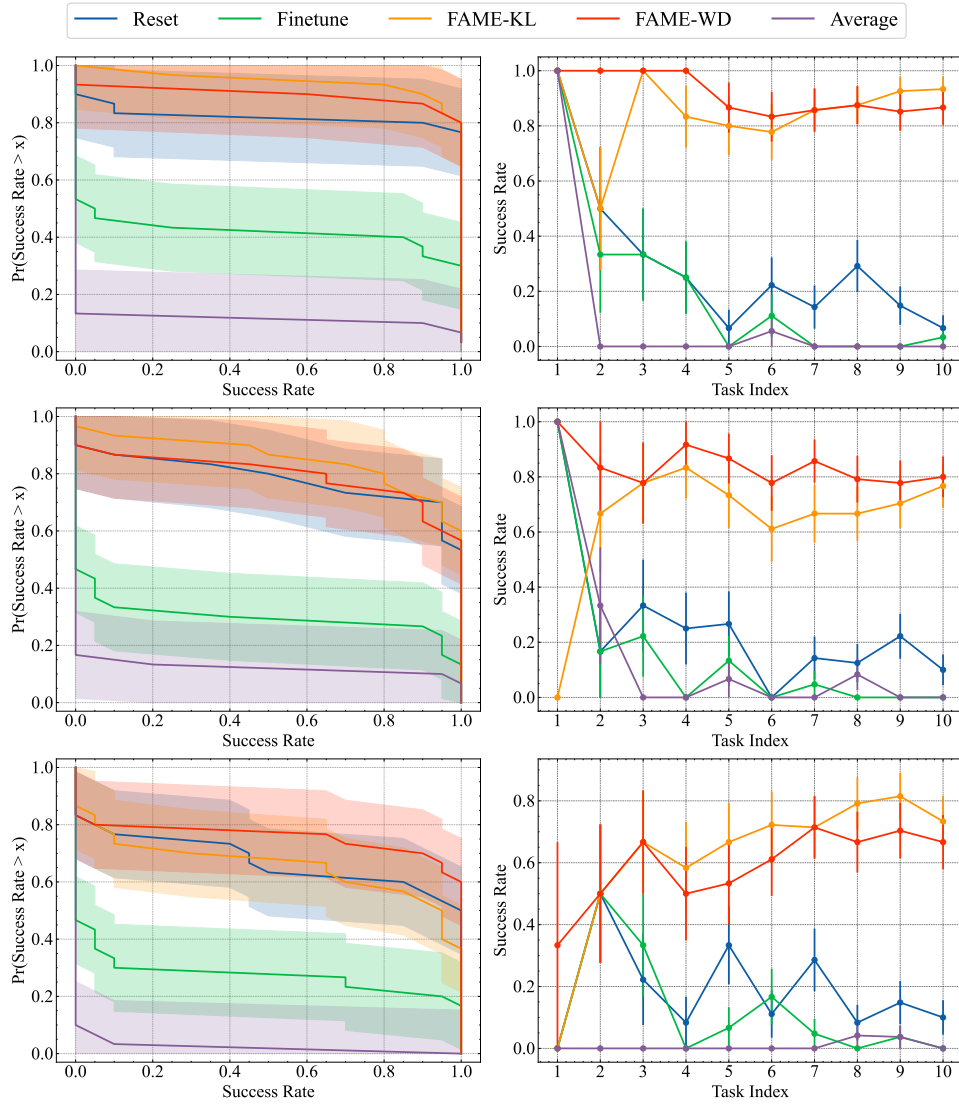 Reset Finetune FAME-KL FAME-WD Average
Pr(Success Rate > x)
1.0
0.8
0.6
0.4
0.2
0.0
0.0 0.2 0.4 0.6 0.8 1.0
Success Rate
Success Rate
1.0
0.8
0.6
0.4
0.2
0.0
1 2 3 4 5 6 7 8 9 10
Task Index
Pr(Success Rate > x)
1.0
0.8
0.6
0.4
0.2
0.0
0.0 0.2 0.4 0.6 0.8 1.0
Success Rate
Success Rate
1.0
0.8
0.6
0.4
0.2
0.0
1 2 3 4 5 6 7 8 9 10
Task Index
Pr(Success Rate > x)
1.0
0.8
0.6
0.4
0.2
0.0
0.0 0.2 0.4 0.6 0.8 1.0
Success Rate
Success Rate
0.8
0.6
0.4
0.2
0.0
1 2 3 4 5 6 7 8 9 10
Task Index